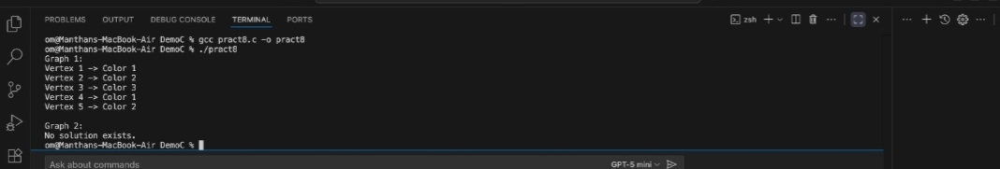 PROBLEMS OUTPUT DEBUG CONSOLE TERMINAL PORTS zsh
om@Manthans-MacBook-Air DemoC % gcc pract8.c -o pract8
om@Manthans-MacBook-Air DemoC % ./pract8
Graph 1:
Vertex 1 -> Color 1
Vertex 2 -> Color 2
Vertex 3 -> Color 3
Vertex 4 -> Color 1
Vertex 5 -> Color 2
Graph 2:
No solution exists.
om@Manthans-MacBook-Air DemoC %
Ask about commands GPT-5 mini